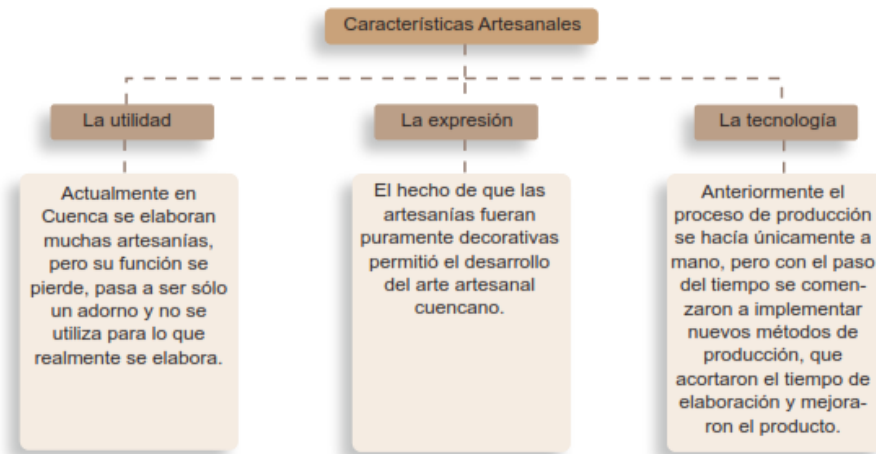 Características Artesanales
La utilidad
La expresión
La tecnología
Actualmente en
Cuenca se elaboran
muchas artesanías,
pero su función se
pierde, pasa a ser sólo
un adorno y no se
utiliza para lo que
realmente se elabora.
El hecho de que las
artesanías fueran
puramente decorativas
permitió el desarrollo
del arte artesanal
cuencano.
Anteriormente el
proceso de producción
se hacía únicamente a
mano, pero con el paso
del tiempo se comen-
zaron a implementar
nuevos métodos de
producción, que
acortaron el tiempo de
elaboración y mejora-
ron el producto.